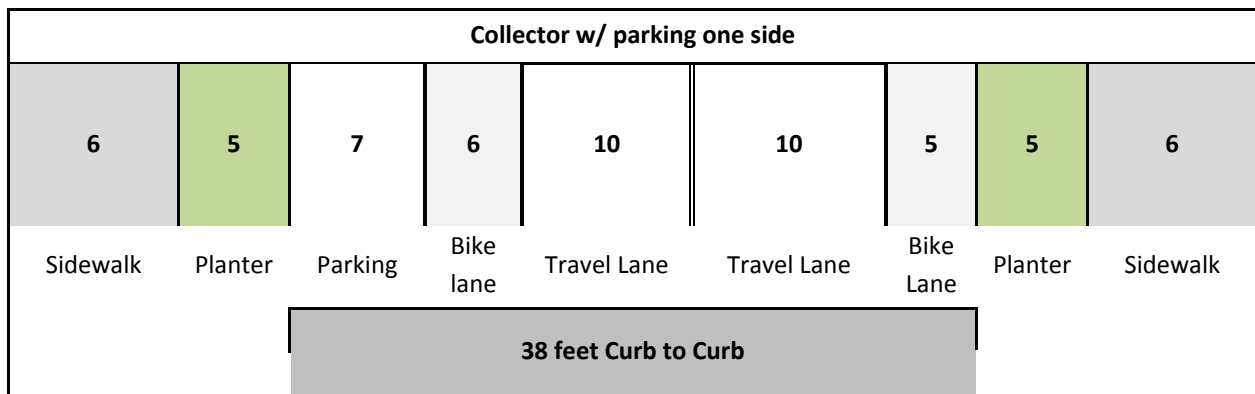 Collector w/ parking one side
6 5 7 6 10 10 5 5 6
Sidewalk Planter Parking Bike lane Travel Lane Travel Lane Bike Lane Planter Sidewalk
38 feet Curb to Curb